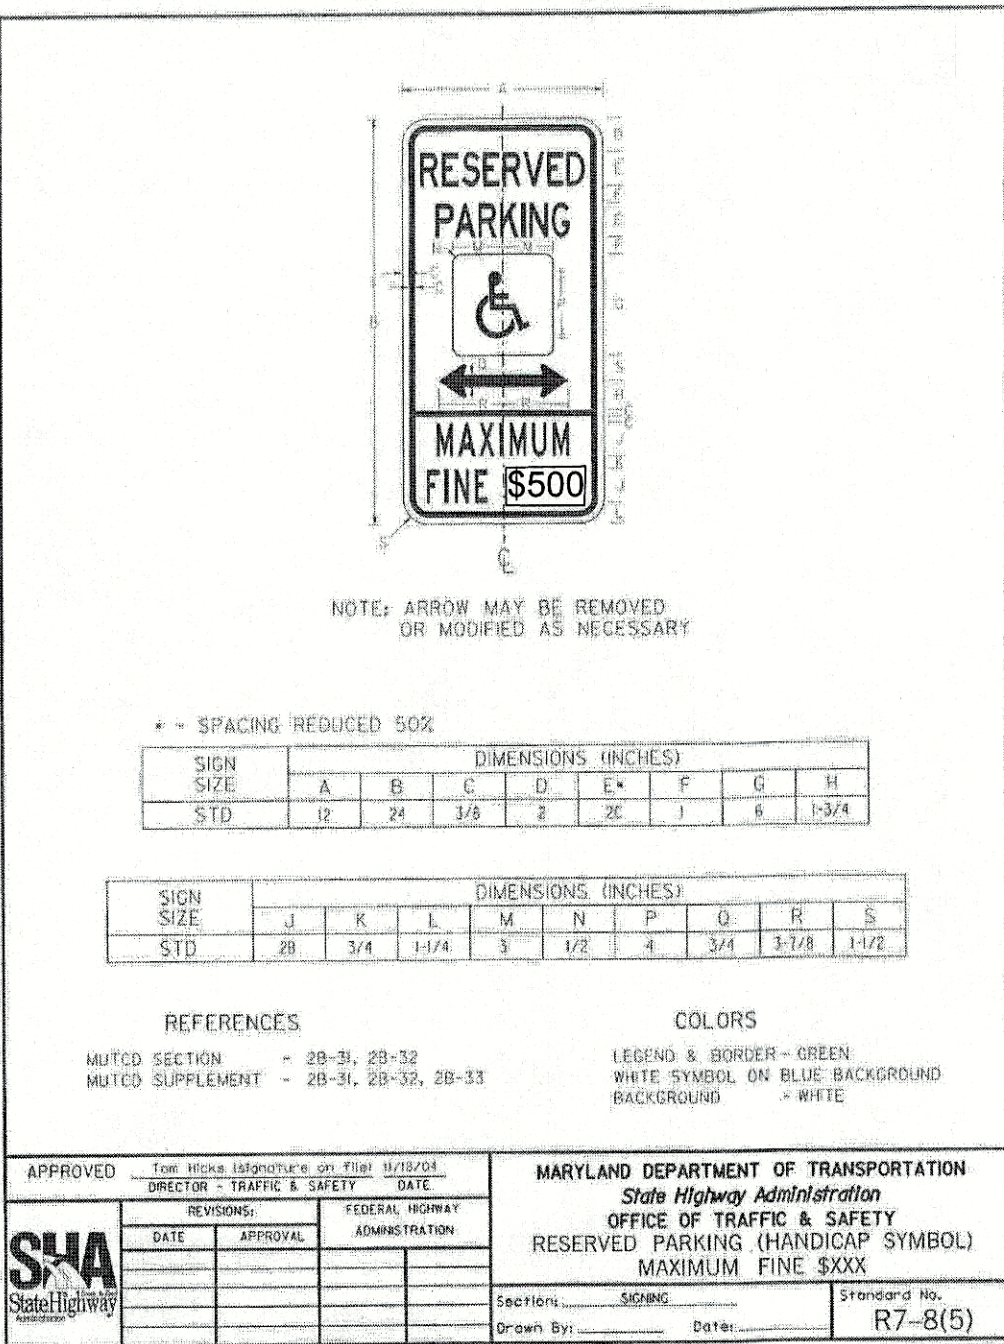 A
RESERVED
PARKING
M M
P
G
B
Q
R R
MAXIMUM
FINE $500
S
NOTE: ARROW MAY BE REMOVED
OR MODIFIED AS NECESSARY
* - SPACING REDUCED 50%
SIGN SIZE DIMENSIONS (INCHES)
A B C D E* F G H
STD 12 24 3/8 2 2C 1 6 1-3/4
SIGN SIZE DIMENSIONS (INCHES)
J K L M N P Q R S
STD 2B 3/4 1-1/4 3 1/2 4 3/4 3-7/8 1-1/2
REFERENCES
MUTCD SECTION - 2B-31, 2B-32
MUTCD SUPPLEMENT - 2B-31, 2B-32, 2B-33
COLORS
LEGEND & BORDER - GREEN
WHITE SYMBOL ON BLUE BACKGROUND
BACKGROUND - WHITE
APPROVED Tom Hicks (signature on file) 11/18/04
DIRECTOR - TRAFFIC & SAFETY DATE
REVISIONS:
DATE APPROVAL
FEDERAL HIGHWAY
ADMINISTRATION
SHA
StateHighway
Administration
MARYLAND DEPARTMENT OF TRANSPORTATION
State Highway Administration
OFFICE OF TRAFFIC & SAFETY
RESERVED PARKING (HANDICAP SYMBOL)
MAXIMUM FINE $XXX
Section: SIGNING
Drawn By: Date:
Standard No.
R7-8(5)